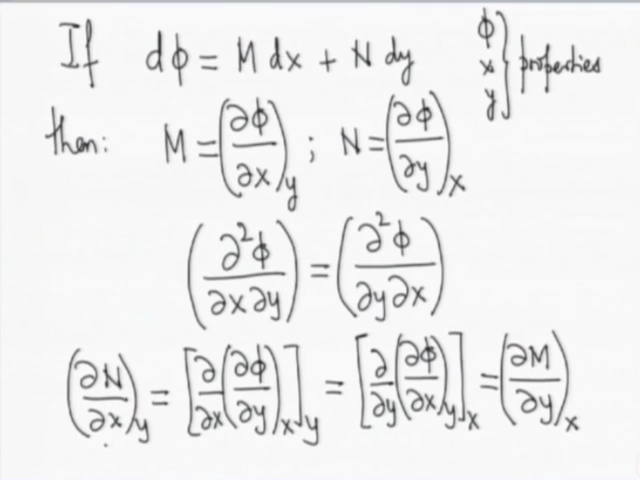 If dϕ = M dx + N dy ϕ x y } properties
then: M = (∂ϕ/∂x)_y ; N = (∂ϕ/∂y)_x
(∂²ϕ/∂x∂y) = (∂²ϕ/∂y∂x)
(∂N/∂x)_y = [∂/∂x (∂ϕ/∂y)_x]_y = [∂/∂y (∂ϕ/∂x)_y]_x = (∂M/∂y)_x